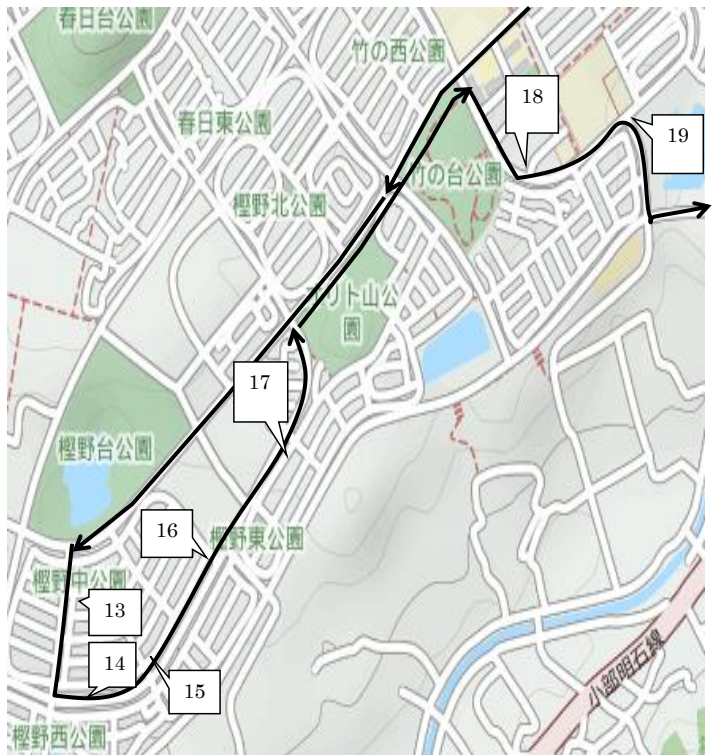 春日台公園
竹の西公園
18
19
春日東公園
竹の台公園
樫野北公園
オリト山公
園
17
樫野台公園
16
樫野東公園
樫野中公園
13
14
15
小部明石線
樫野西公園